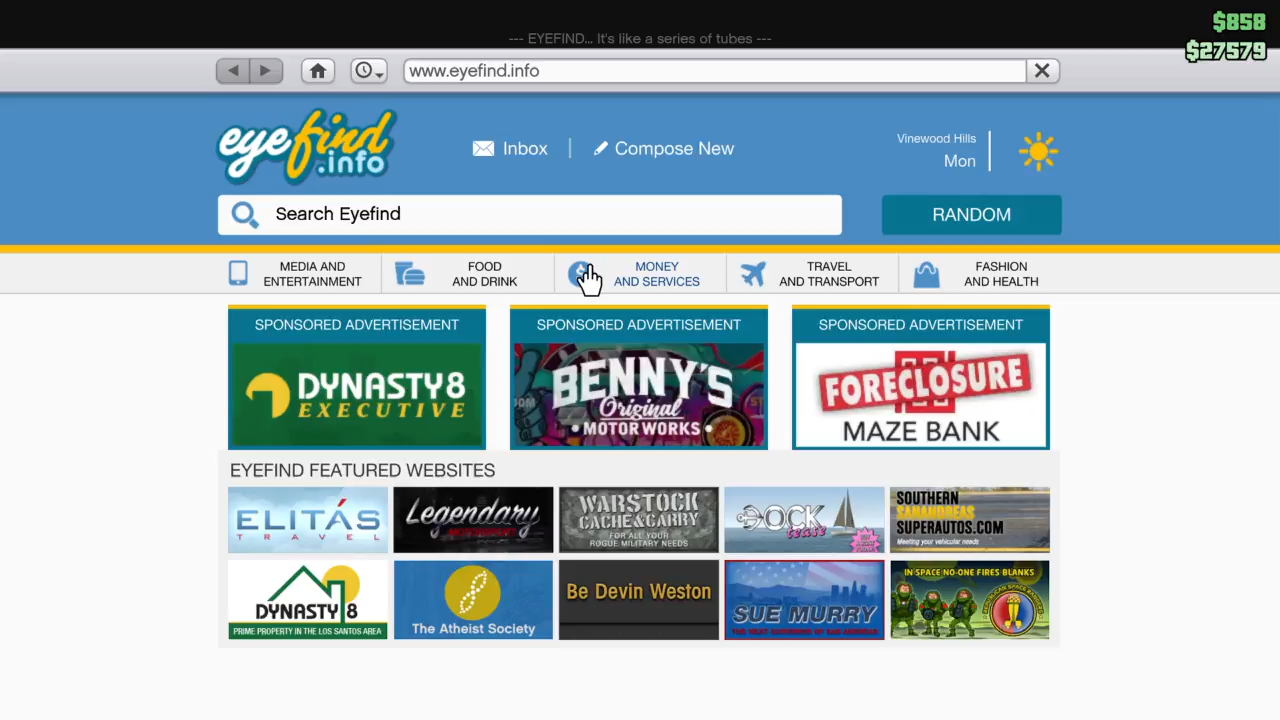 $858
--- EYEFIND... It's like a series of tubes ---
$27579
www.eyefind.info
eyefind.info
Inbox
Compose New
Vinewood Hills
Mon
Search Eyefind
RANDOM
MEDIA AND
ENTERTAINMENT
FOOD
AND DRINK
MONEY
AND SERVICES
TRAVEL
AND TRANSPORT
FASHION
AND HEALTH
SPONSORED ADVERTISEMENT
DYNASTY 8
EXECUTIVE
SPONSORED ADVERTISEMENT
BENNY'S
Original
MOTOR WORKS
SPONSORED ADVERTISEMENT
FORECLOSURE
MAZE BANK
EYEFIND FEATURED WEBSITES
ELITÁS
TRAVEL
Legendary
WARSTOCK
CACHE&CARRY
FOR ALL YOUR
ROGUE MILITARY NEEDS
DOCK
tease
SOUTHERN
SANANDREAS
SUPERAUTOS.COM
Meeting your vehicular needs
DYNASTY 8
PRIME PROPERTY IN THE LOS SANTOS AREA
The Atheist Society
Be Devin Weston
SUE MURRY
IN SPACE NO-ONE FIRES BLANKS